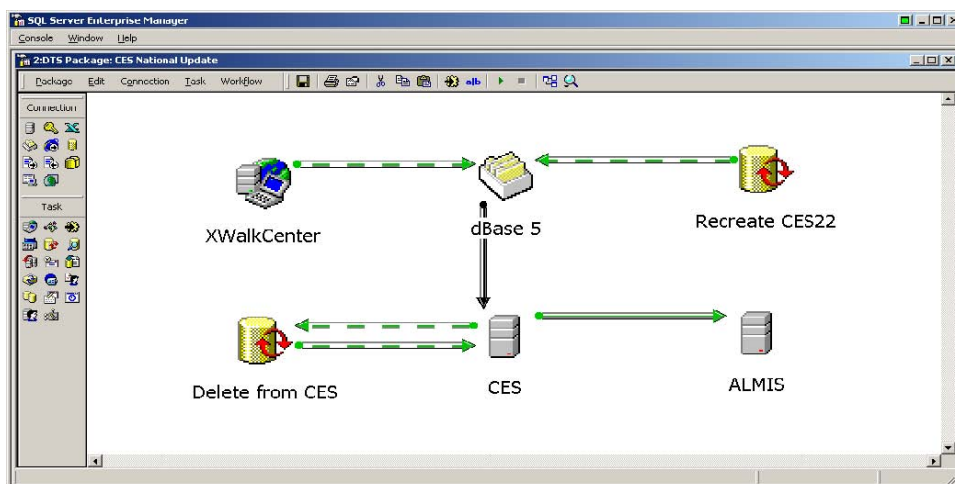 SQL Server Enterprise Manager
Console Window Help
2:DTS Package: CES National Update
Package Edit Connection Task Workflow
Connection
Task
XWalkCenter
dBase 5
Recreate CES22
Delete from CES
CES
ALMIS